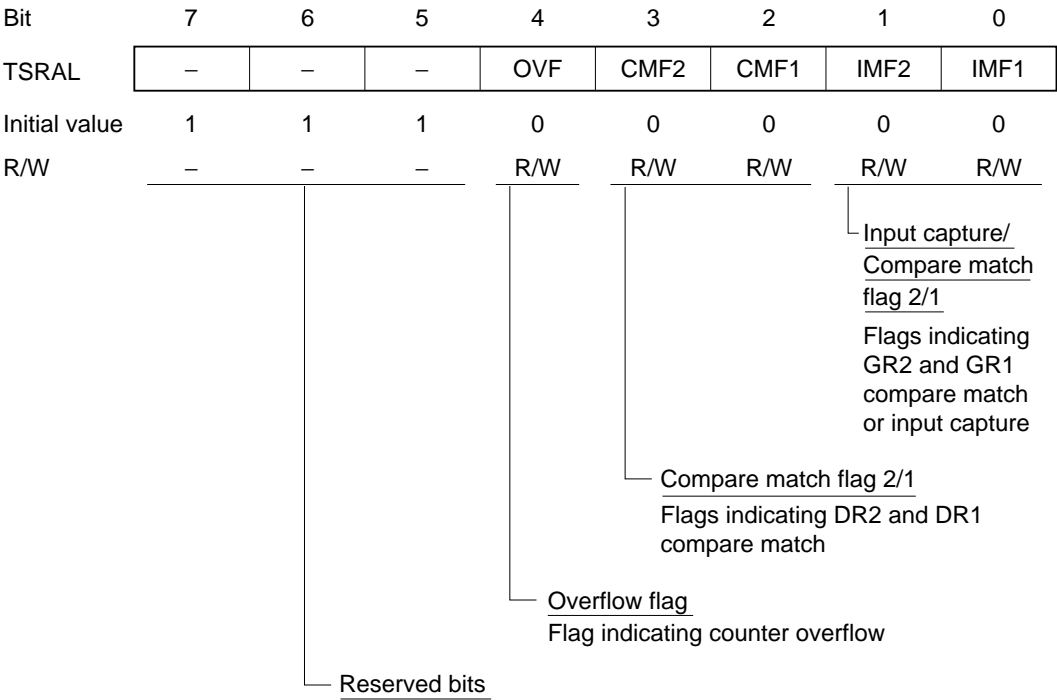 Bit 7 6 5 4 3 2 1 0
TSRAL – – – OVF CMF2 CMF1 IMF2 IMF1
Initial value 1 1 1 0 0 0 0 0
R/W – – – R/W R/W R/W R/W R/W
Input capture/
Compare match
flag 2/1
Flags indicating
GR2 and GR1
compare match
or input capture
Compare match flag 2/1
Flags indicating DR2 and DR1
compare match
Overflow flag
Flag indicating counter overflow
Reserved bits